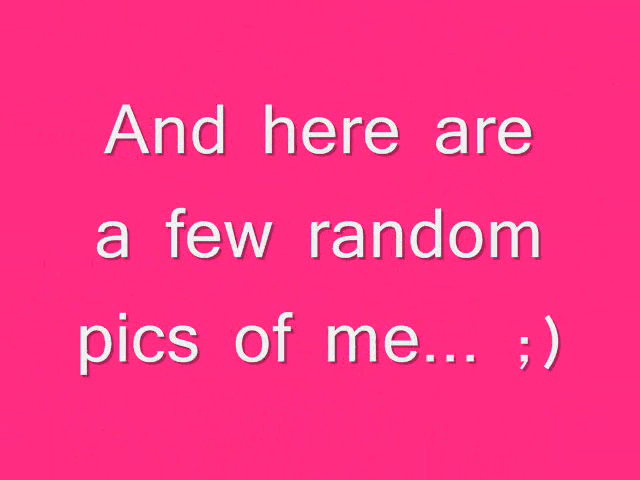 And here are
a few random
pics of me... ;)